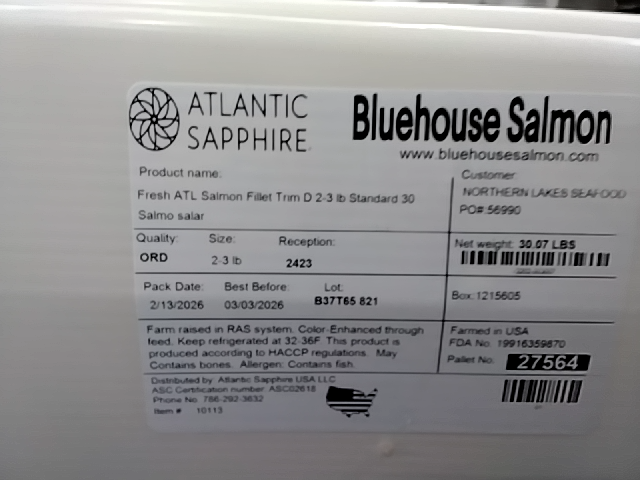 ATLANTIC SAPPHIRE
Bluehouse Salmon
www.bluehousesalmon.com
Product name:
Fresh ATL Salmon Fillet Trim D 2-3 lb Standard 30
Salmo salar
Customer
NORTHERN LAKES SEAFOOD
PO#:56990
Quality: Size: Reception:
ORD 2-3 lb 2423
Net weight: 30.07 LBS
Pack Date: Best Before: Lot:
2/13/2026 03/03/2026 B37T65 821
Box:1215605
Farm raised in RAS system. Color-Enhanced through
feed. Keep refrigerated at 32-36F. This product is
produced according to HACCP regulations. May
Contains bones. Allergen: Contains fish.
Farmed in USA
FDA No. 19916359870
Pallet No. 27564
Distributed by: Atlantic Sapphire USA LLC
ASC Certification number: ASC02618
Phone No. 786-292-3632
Item # 10113